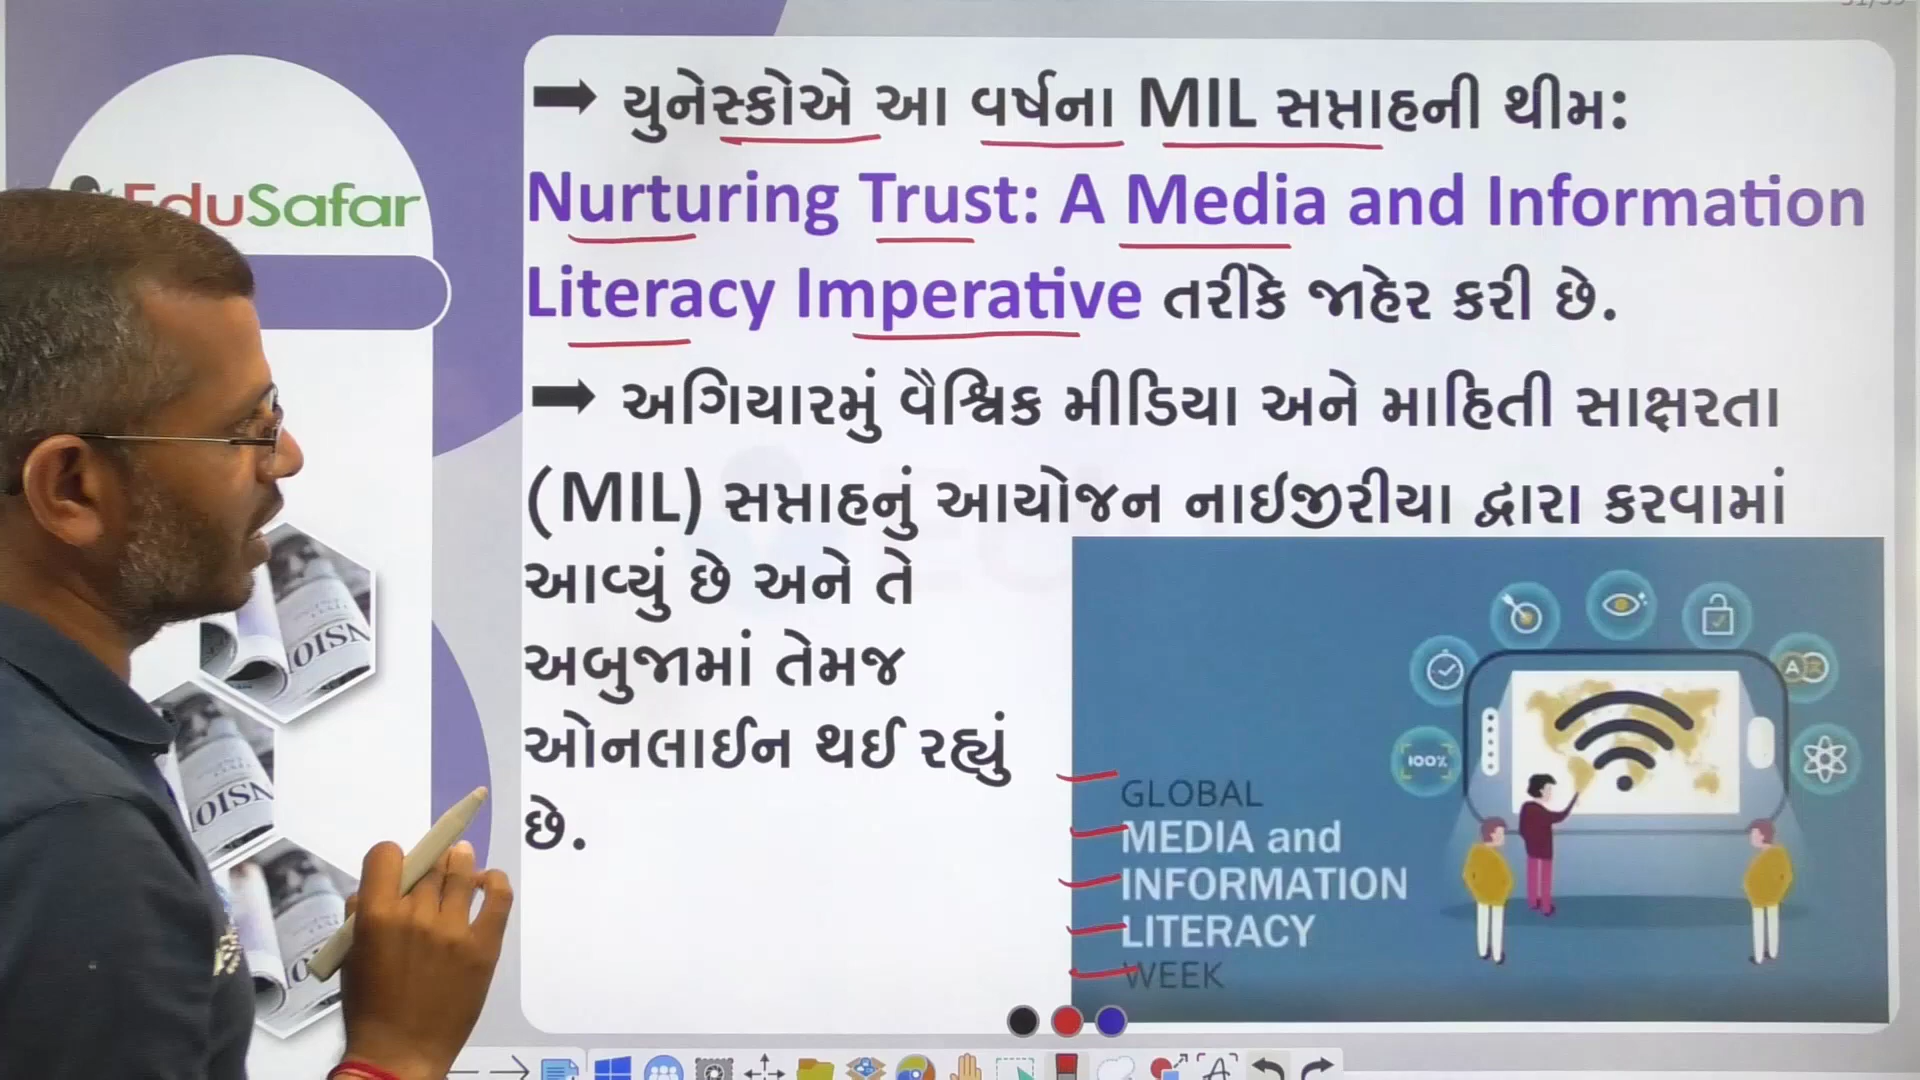 EduSafar
➡ યુનેસ્કોએ આ વર્ષના MIL સપ્તાહની થીમ:
Nurturing Trust: A Media and Information
Literacy Imperative તરીકે જાહેર કરી છે.
➡ અગિયારમું વૈશ્વિક મીડિયા અને માહિતી સાક્ષરતા
(MIL) સપ્તાહનું આયોજન નાઈજીરીયા દ્વારા કરવામાં
આવ્યું છે અને તે
અબુજામાં તેમજ
ઓનલાઈન થઈ રહ્યું
છે.
100%
GLOBAL
MEDIA and
INFORMATION
LITERACY
WEEK